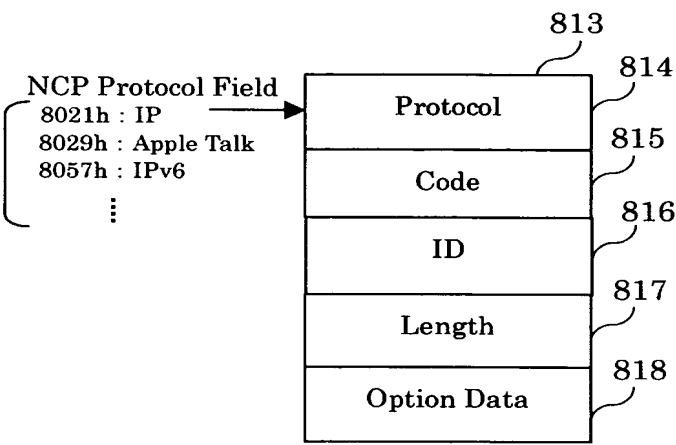 813
NCP Protocol Field
8021h : IP
8029h : Apple Talk
8057h : IPv6
Protocol
814
Code
815
ID
816
Length
817
Option Data
818